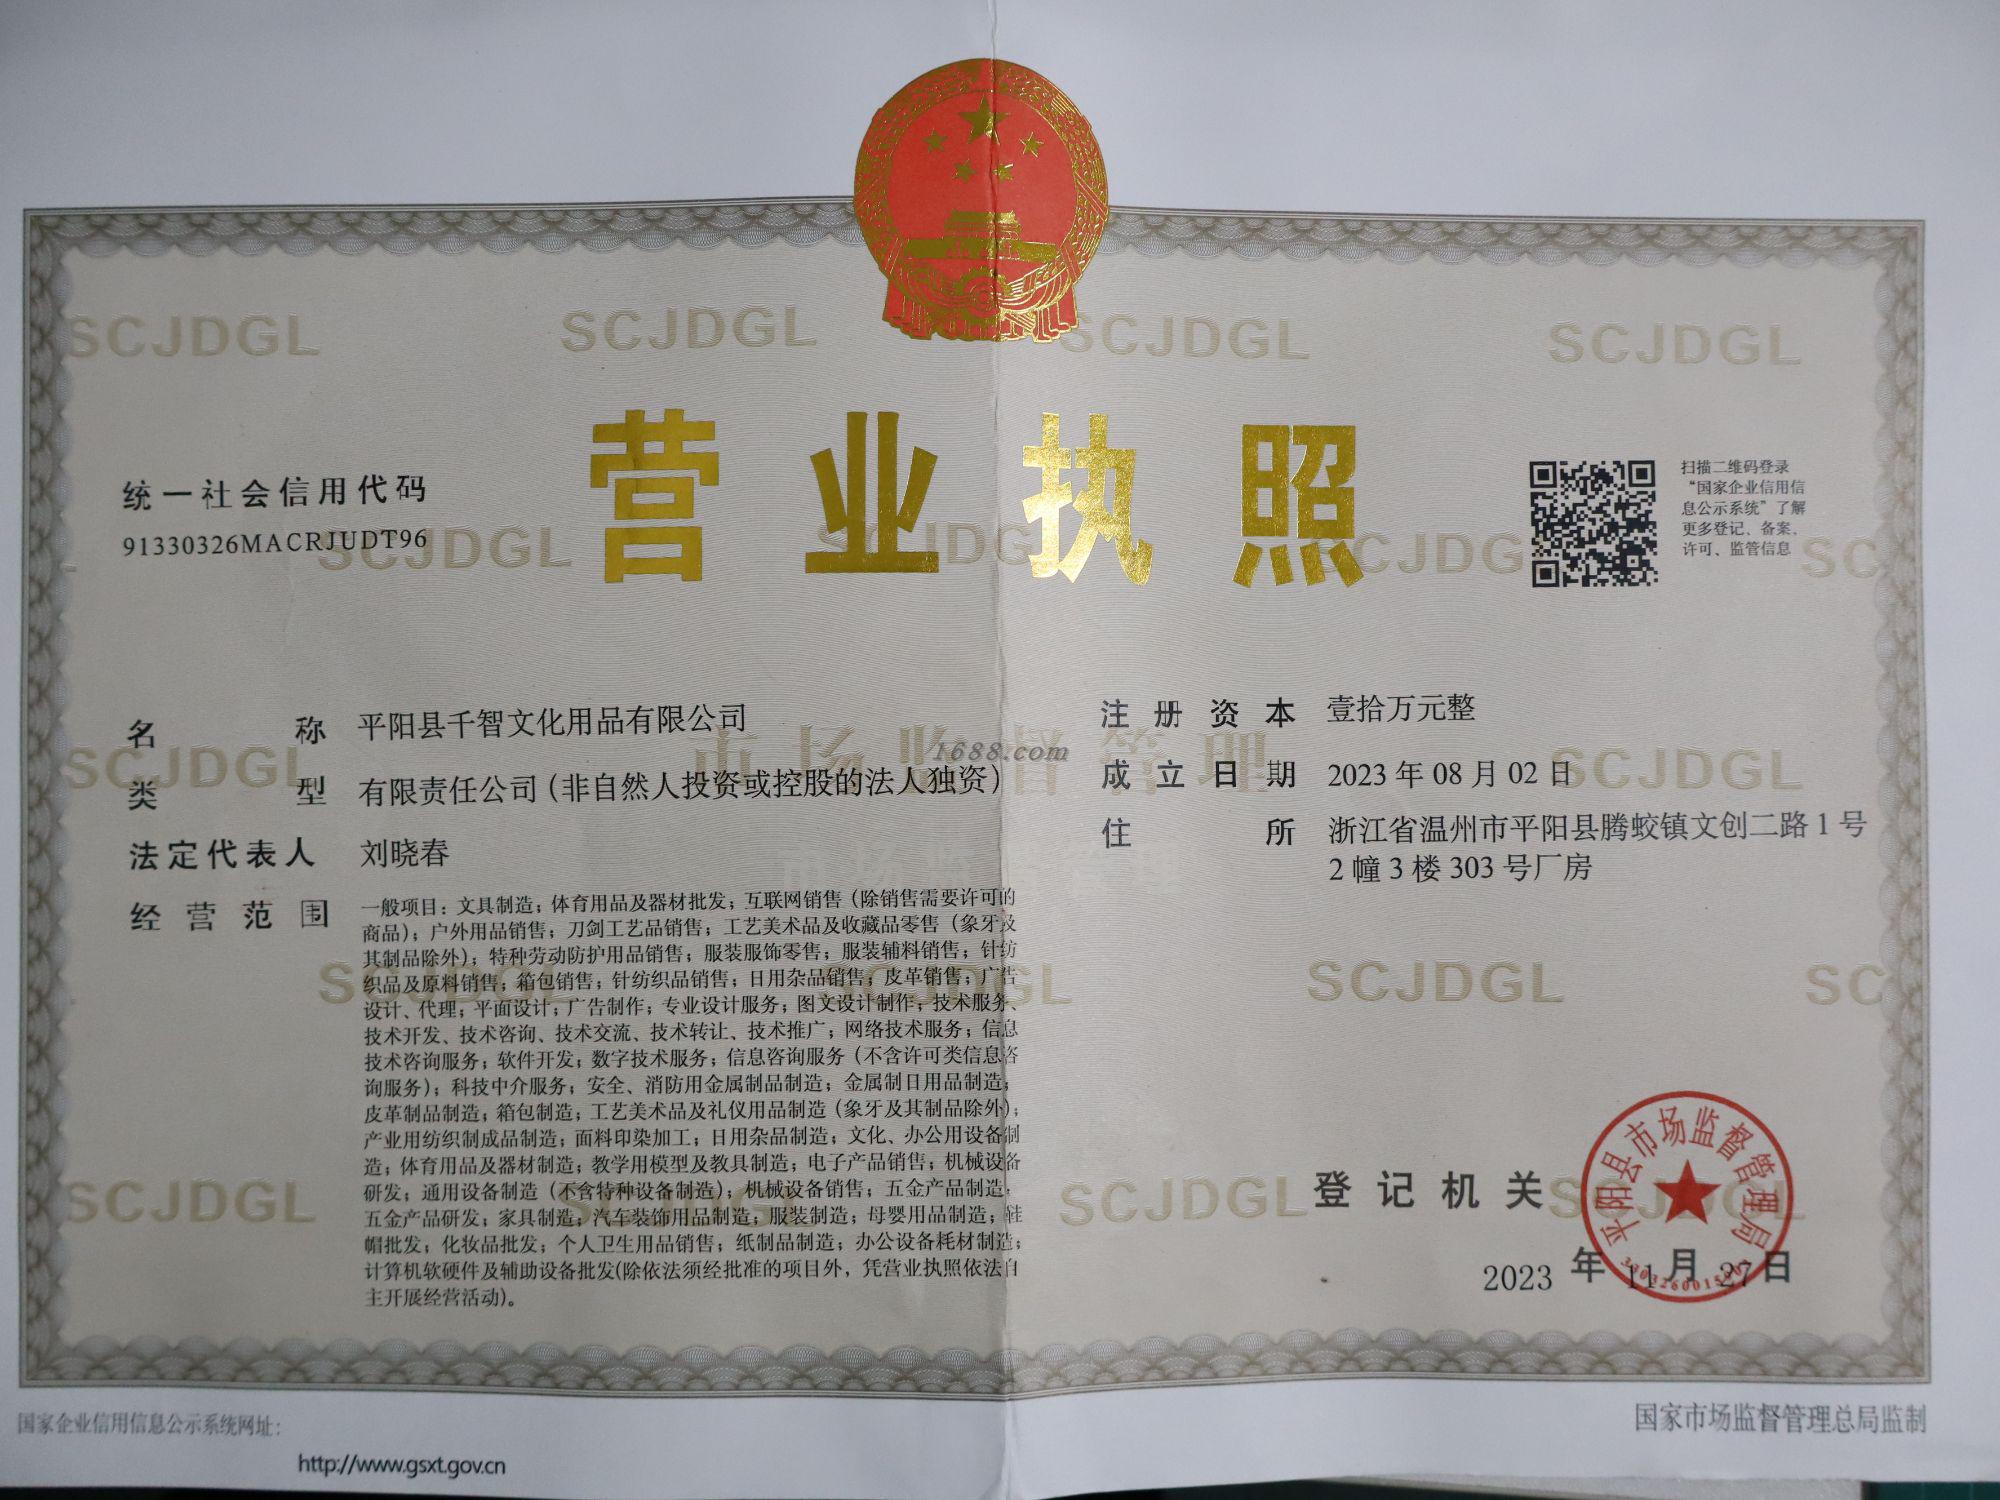 SCJDGL SCJDGL SCJDGL SCJDGL
营业执照
统一社会信用代码
91330326MACRJUDT96
扫描二维码登录
“国家企业信用信
息公示系统”了解
更多登记、备案、
许可、监管信息
SCJDGL SCJDGL SCJDG SC
名称 平阳县千智文化用品有限公司
类型 有限责任公司(非自然人投资或控股的法人独资)
法定代表人 刘晓春
经营范围 一般项目：文具制造；体育用品及器材批发；互联网销售（除销售需要许可的
商品）；户外用品销售；刀剑工艺品销售；工艺美术品及收藏品零售（象牙及
其制品除外）；特种劳动防护用品销售；服装服饰零售；服装辅料销售；针纺
织品及原料销售；箱包销售；针纺织品销售；日用杂品销售；皮革销售；广告
设计、代理；平面设计；广告制作；专业设计服务；图文设计制作；技术服务、
技术开发、技术咨询、技术交流、技术转让、技术推广；网络技术服务；信息
技术咨询服务；软件开发；数字技术服务；信息咨询服务（不含许可类信息咨
询服务）；科技中介服务；安全、消防用金属制品制造；金属制日用品制造；
皮革制品制造；箱包制造；工艺美术品及礼仪用品制造（象牙及其制品除外）；
产业用纺织制成品制造；面料印染加工；日用杂品制造；文化、办公用设备制
造；体育用品及器材制造；教学用模型及教具制造；电子产品销售；机械设备
研发；通用设备制造（不含特种设备制造）；机械设备销售；五金产品制造；
五金产品研发；家具制造；汽车装饰用品制造；服装制造；母婴用品制造；鞋
帽批发；化妆品批发；个人卫生用品销售；纸制品制造；办公设备耗材制造；
计算机软硬件及辅助设备批发(除依法须经批准的项目外，凭营业执照依法自
主开展经营活动)。
注册资本 壹拾万元整
成立日期 2023年08月02日
住所 浙江省温州市平阳县腾蛟镇文创二路1号
2幢3楼303号厂房
市场监督管理
1688.com
SCJDGL SCJDGL
SCJDGL SCJDGL SC
SCJDGL SCJDGL SCJDGL
登记机关
平阳县市场监督管理局
2023年11月27日
国家企业信用信息公示系统网址：
http://www.gsxt.gov.cn
国家市场监督管理总局监制